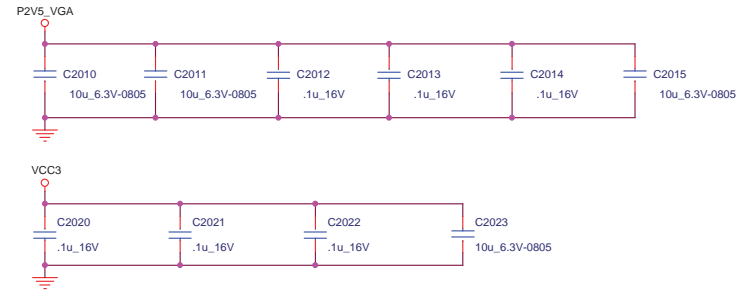 P2V5_VGA
C2010
C2011
C2012
C2013
C2014
C2015
10u_6.3V-0805
10u_6.3V-0805
.1u_16V
.1u_16V
.1u_16V
10u_6.3V-0805
VCC3
C2020
C2021
C2022
C2023
.1u_16V
.1u_16V
.1u_16V
10u_6.3V-0805